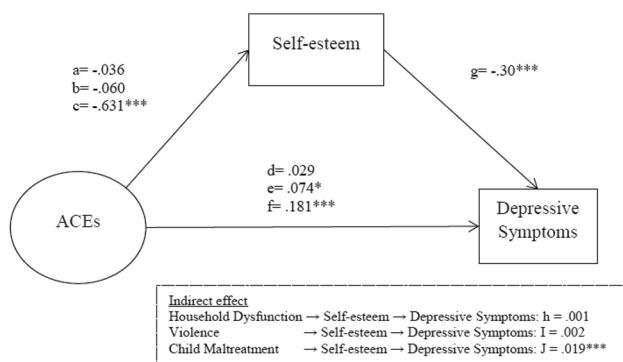 Self-esteem
a= -.036
b= -.060
c= -.631***
g= -.30***
d= .029
e= .074*
f= .181***
ACEs
Depressive
Symptoms
Indirect effect
Household Dysfunction → Self-esteem → Depressive Symptoms: h = .001
Violence → Self-esteem → Depressive Symptoms: I = .002
Child Maltreatment → Self-esteem → Depressive Symptoms: J = .019***